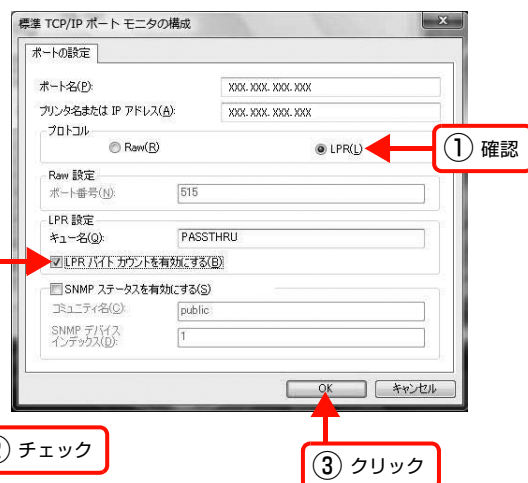 標準 TCP/IP ポート モニタの構成
x
ポートの設定
ポート名(P):
XXX. XXX. XXX. XXX
プリンタ名または IP アドレス(A):
XXX. XXX. XXX. XXX
プロトコル
Raw(R)
LPR(L)
① 確認
Raw 設定
ポート番号(N):
515
LPR 設定
キュー名(Q):
PASSTHRU
LPR バイト カウントを有効にする(B)
SNMP ステータスを有効にする(S)
コミュニティ名(C):
public
SNMP デバイス
インデックス(D):
1
OK
キャンセル
チェック
③ クリック